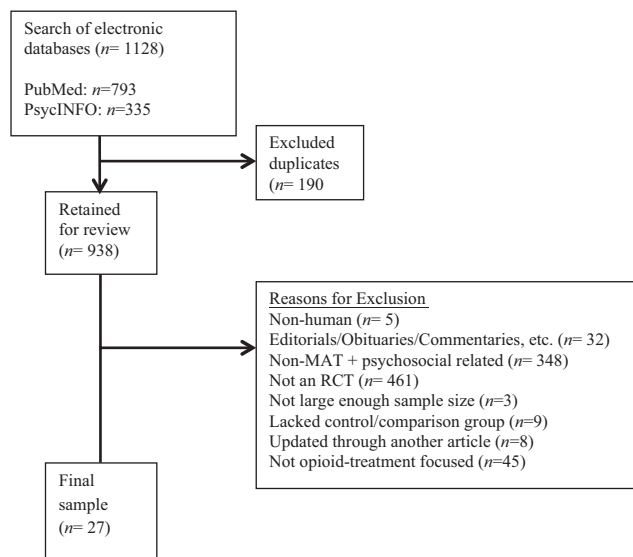 Search of electronic
databases (n= 1128)
PubMed: n=793
PsycINFO: n=335
Excluded
duplicates
(n= 190
Retained
for review
(n= 938)
Reasons for Exclusion
Non-human (n= 5)
Editorials/Obituaries/Commentaries, etc. (n= 32)
Non-MAT + psychosocial related (n= 348)
Not an RCT (n= 461)
Not large enough sample size (n=3)
Lacked control/comparison group (n=9)
Updated through another article (n=8)
Not opioid-treatment focused (n=45)
Final
sample
(n= 27)